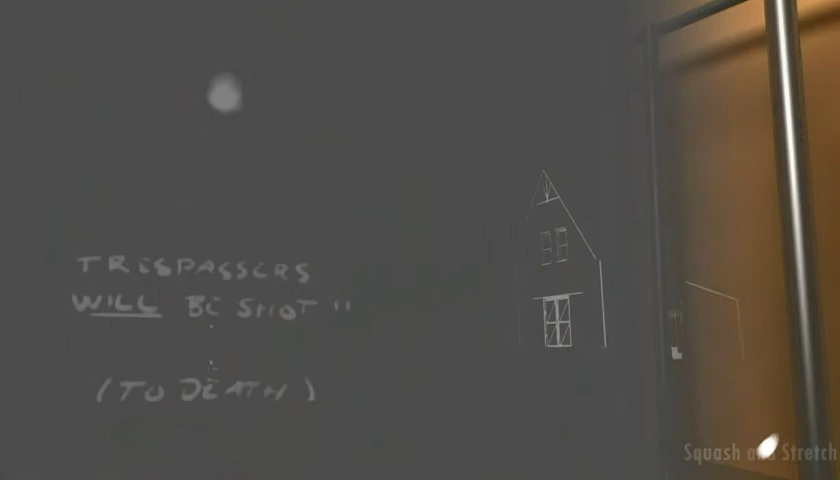 TRESPASSERS
WILL BE SHOT "
(TO DEATH)
Squash and Stretch